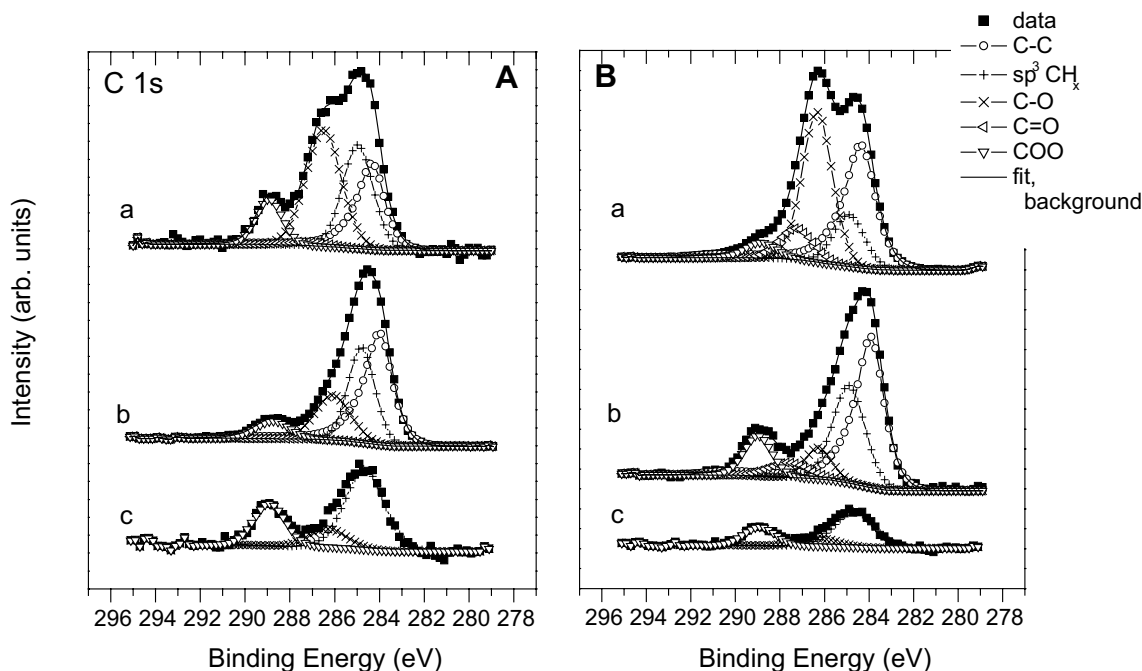 C 1s
A
a
b
c
296 294 292 290 288 286 284 282 280 278
Binding Energy (eV)
Intensity (arb. units)
B
a
b
c
296 294 292 290 288 286 284 282 280 278
Binding Energy (eV)
data
C-C
sp³ CHₓ
C-O
C=O
COO
fit,
background